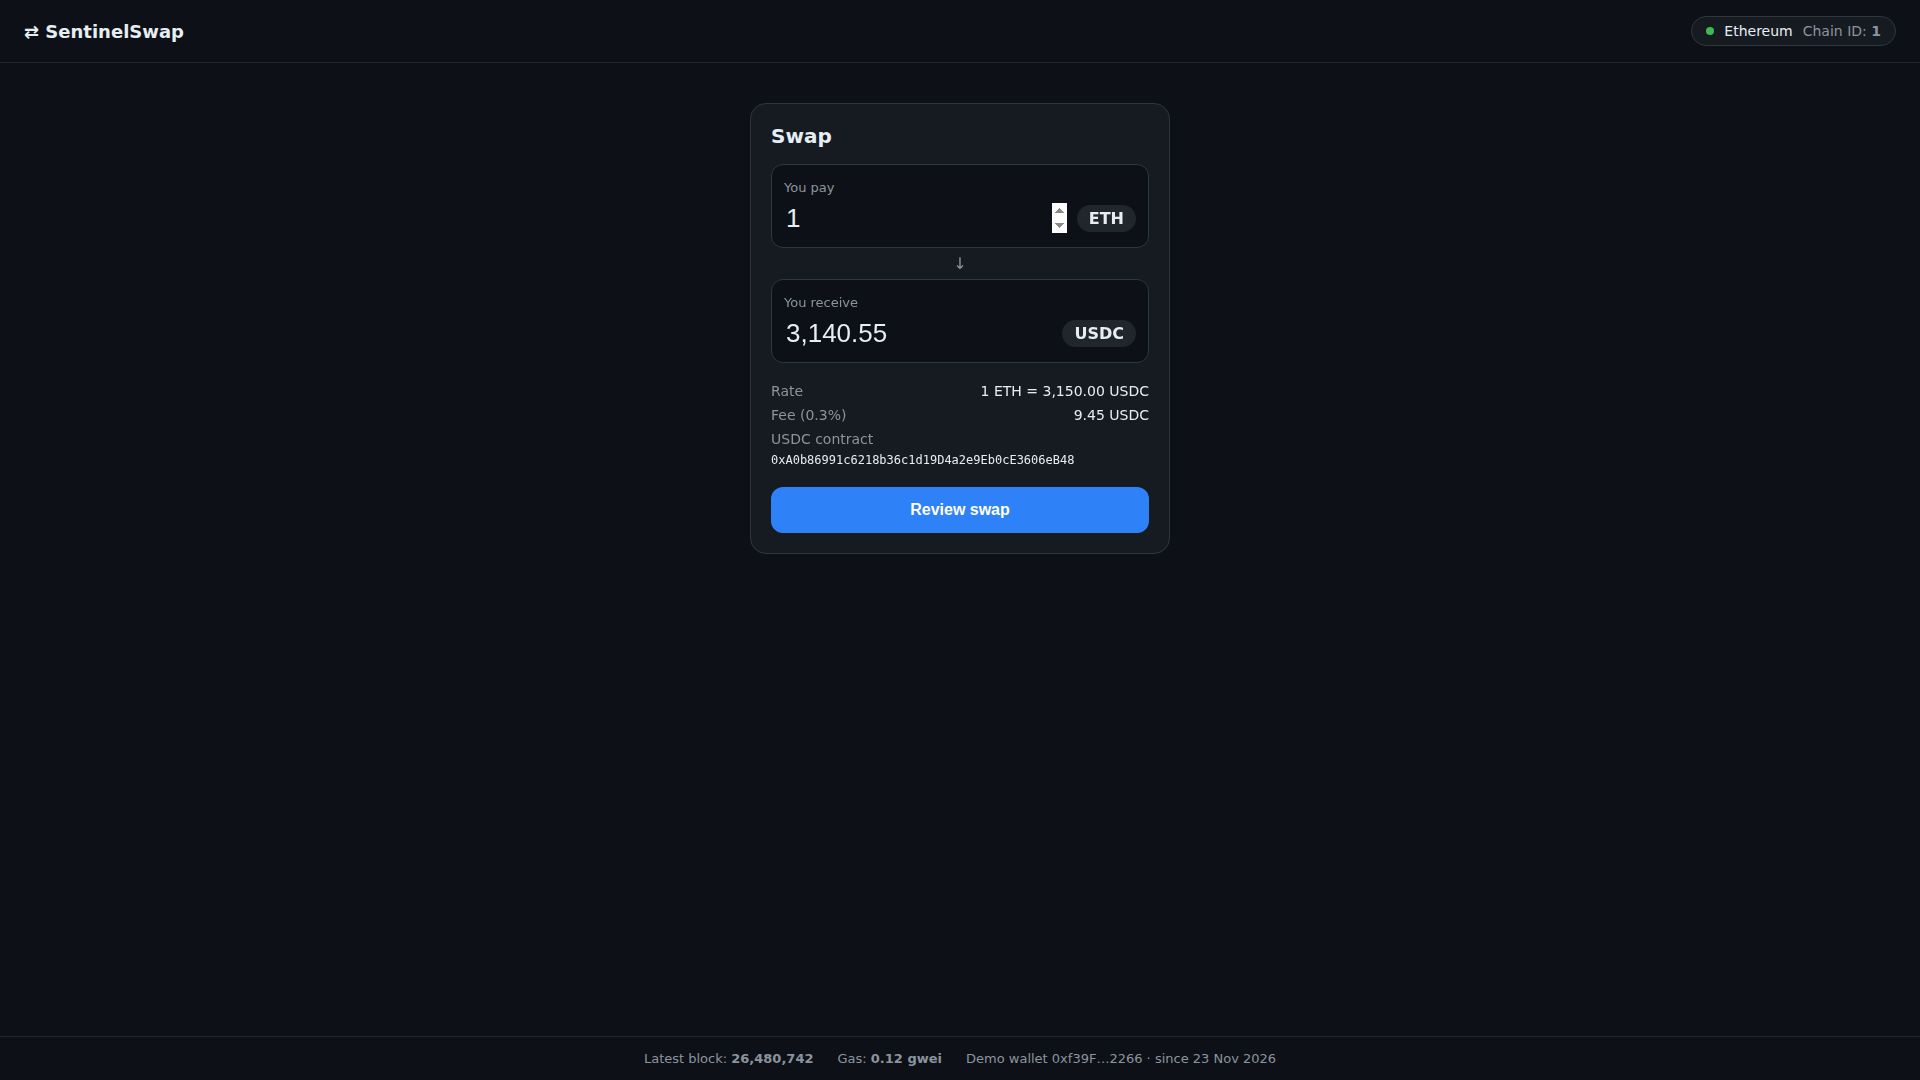 ⇄ SentinelSwap
Ethereum Chain ID: 1
Swap
You pay
1 ETH
↓
You receive
3,140.55 USDC
Rate 1 ETH = 3,150.00 USDC
Fee (0.3%) 9.45 USDC
USDC contract
0xA0b86991c6218b36c1d19D4a2e9Eb0cE3606eB48
Review swap
Latest block: 26,480,742 Gas: 0.12 gwei Demo wallet 0xf39F…2266 · since 23 Nov 2026